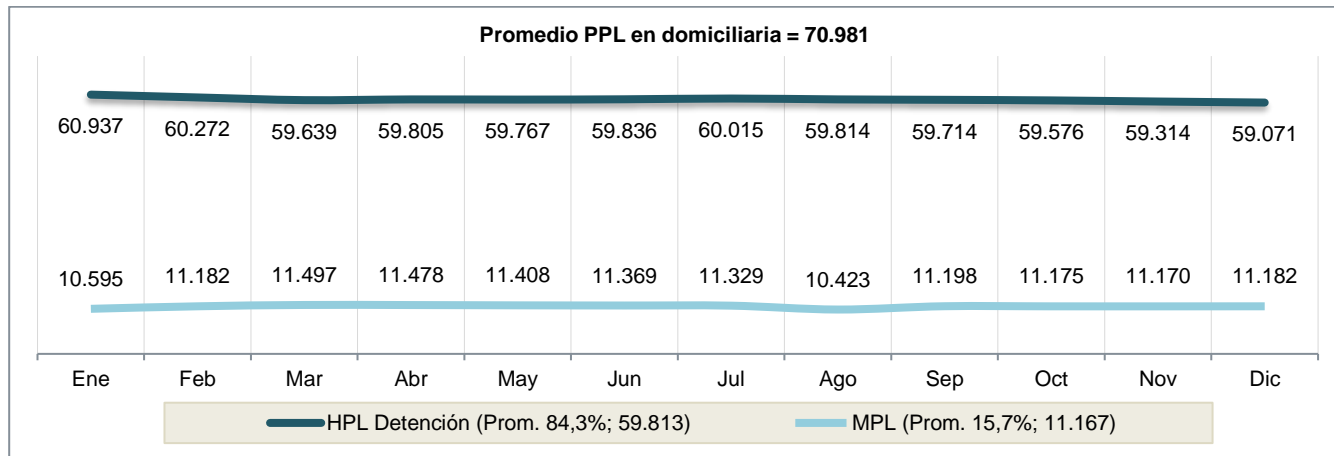 Promedio PPL en domiciliaria = 70.981
60.937 60.272 59.639 59.805 59.767 59.836 60.015 59.814 59.714 59.576 59.314 59.071
10.595 11.182 11.497 11.478 11.408 11.369 11.329 10.423 11.198 11.175 11.170 11.182
Ene Feb Mar Abr May Jun Jul Ago Sep Oct Nov Dic
HPL Detención (Prom. 84,3%; 59.813) MPL (Prom. 15,7%; 11.167)